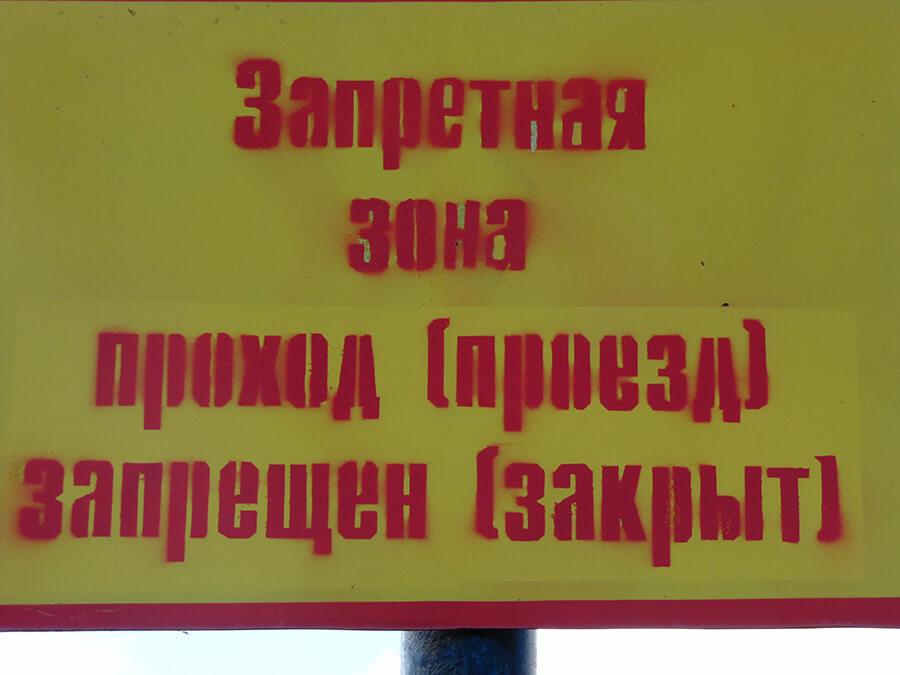 Запретная
зона
проход (проезд)
запрещен (закрыт)